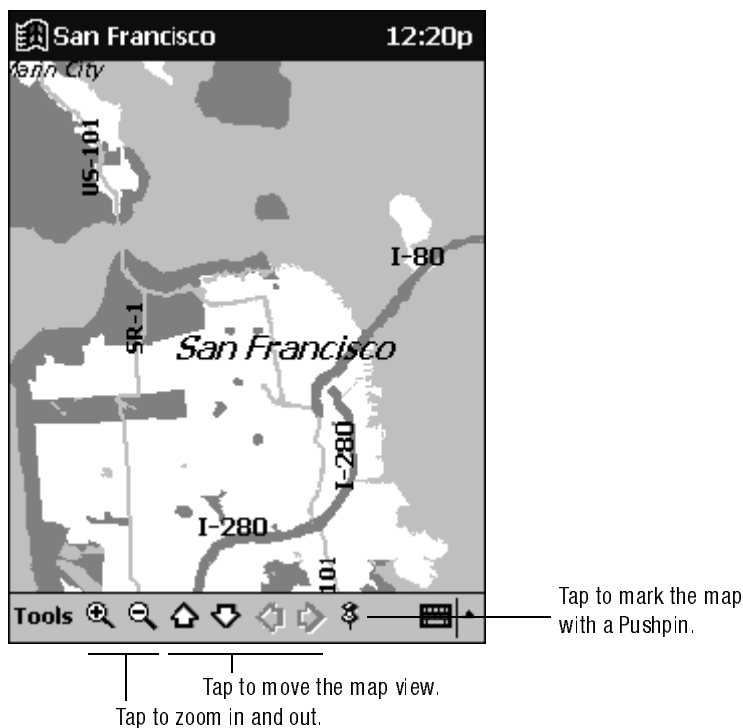 San Francisco 12:20p
Marin City
US-101
I-80
SR-1
San Francisco
I-280
I-280
101
Tools
Tap to mark the map
with a Pushpin.
Tap to move the map view.
Tap to zoom in and out.